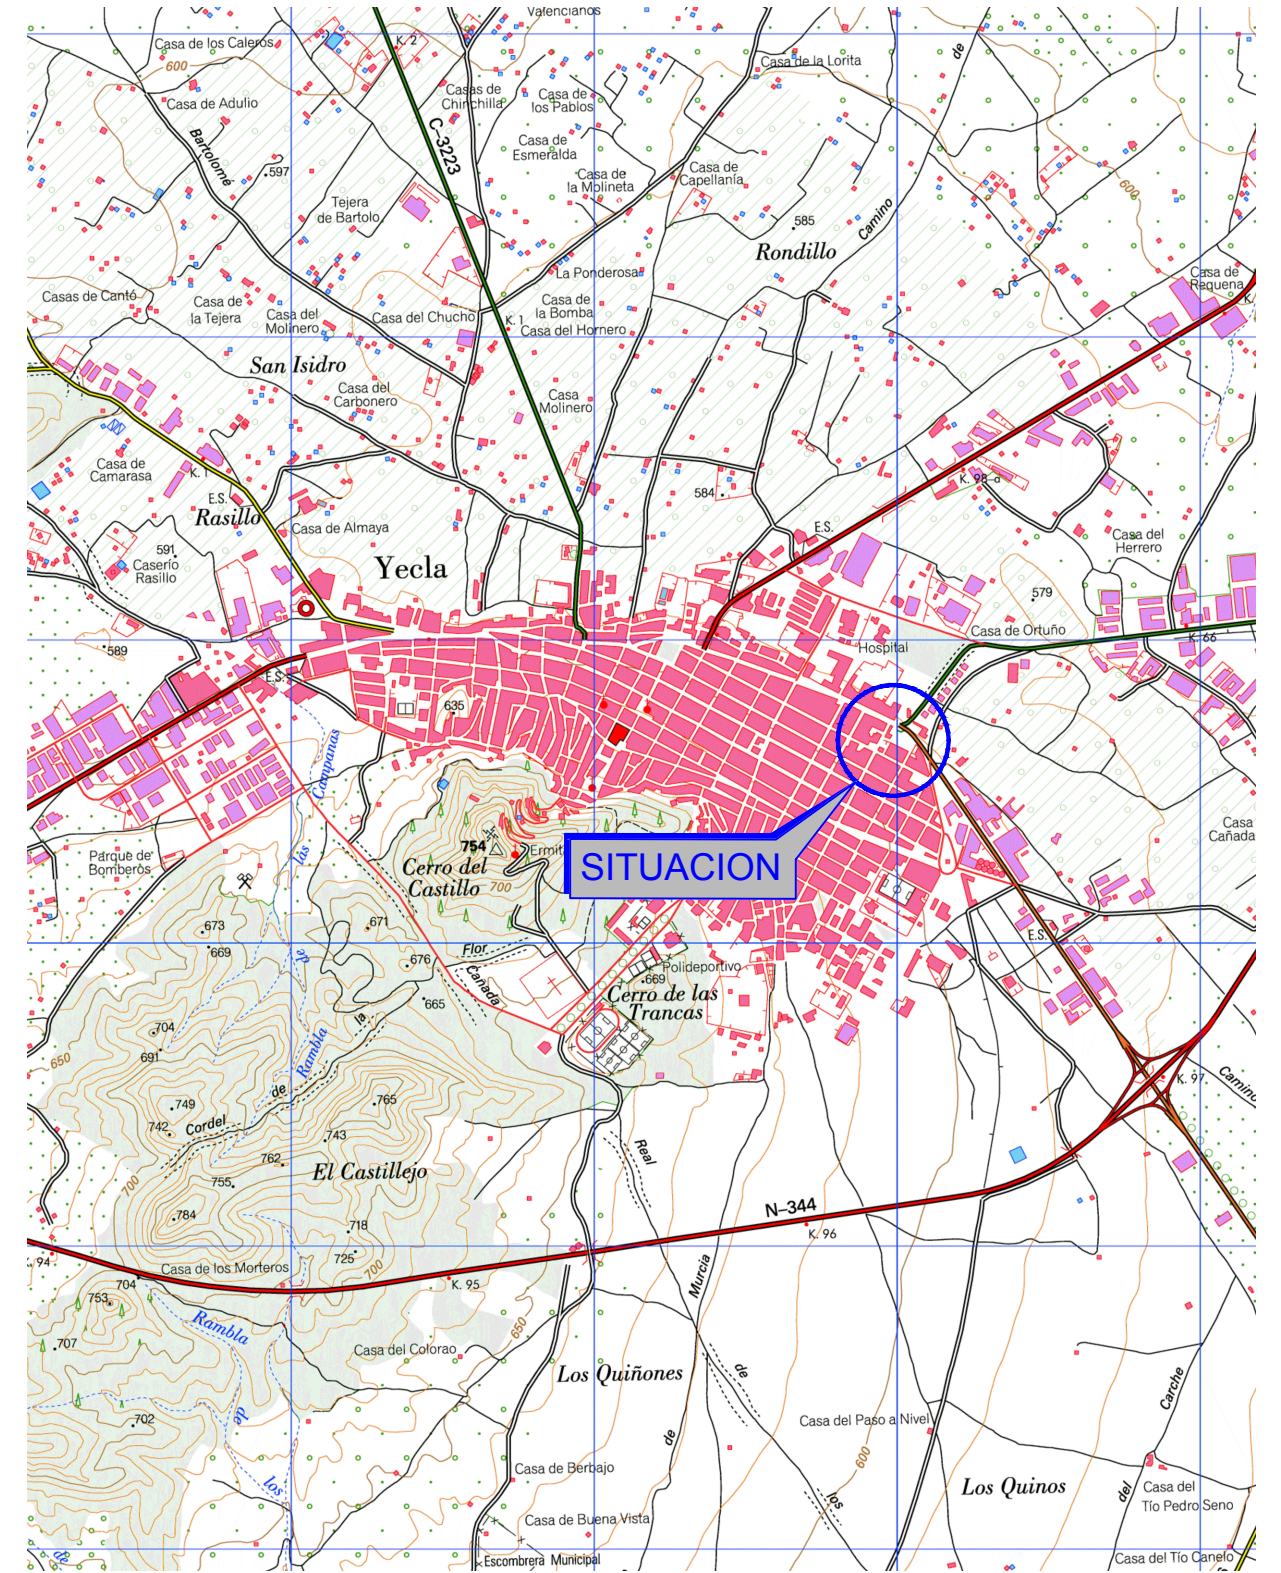 Valencianos
Casa de los Caleros
K. 2
600
Casa de la Lorita
de
Casa de Adulio
Casas de
Chinchilla
Casa de
los Pablos
C-3223
Bartolomé
Casa de
Esmeralda
597
Casa de
la Molineta
Casa de
Capellanía
600
Tejera
de Bartolo
585
Camino
Rondillo
La Ponderosa
Casa de
Requena
K.
Casas de Cantó
Casa de
la Tejera
Casa del
Molinero
Casa del Chucho
K. 1
Casa de
la Bomba
Casa del Hornero
San Isidro
Casa del
Carbonero
Casa
Molinero
Casa de
Camarasa
K. 1
E.S.
Rasillo
584
K. 98
Casa de Almaya
E.S.
591
Caserío
Rasillo
Yecla
Casa del
Herrero
579
589
Casa de Ortuño
K. 66
Hospital
E.S.
635
Campanas
SITUACION
754
Ermit
Cerro del
Castillo
700
las
Parque de
Bomberos
Casa
Cañada
673
669
671
de
676
Flor
Cañada
665
E.S.
Polideportivo
669
Cerro de las
Trancas
la
704
691
650
Rambla
de
K. 97
Camino
749
742
Cordel
765
743
762
El Castillejo
Real
755
700
784
718
725
700
N-344
K. 96
94
Casa de los Morteros
704
K. 95
Murcia
753
Rambla
650
707
Casa del Colorao
Los Quiñones
de
Carche
702
de
Casa del Paso a Nivel
de
600
los
Casa de Berbajo
los
Los Quinos
del
Casa del
Tío Pedro Seno
Casa de Buena Vista
de
Escombrera Municipal
Casa del Tío Canelo